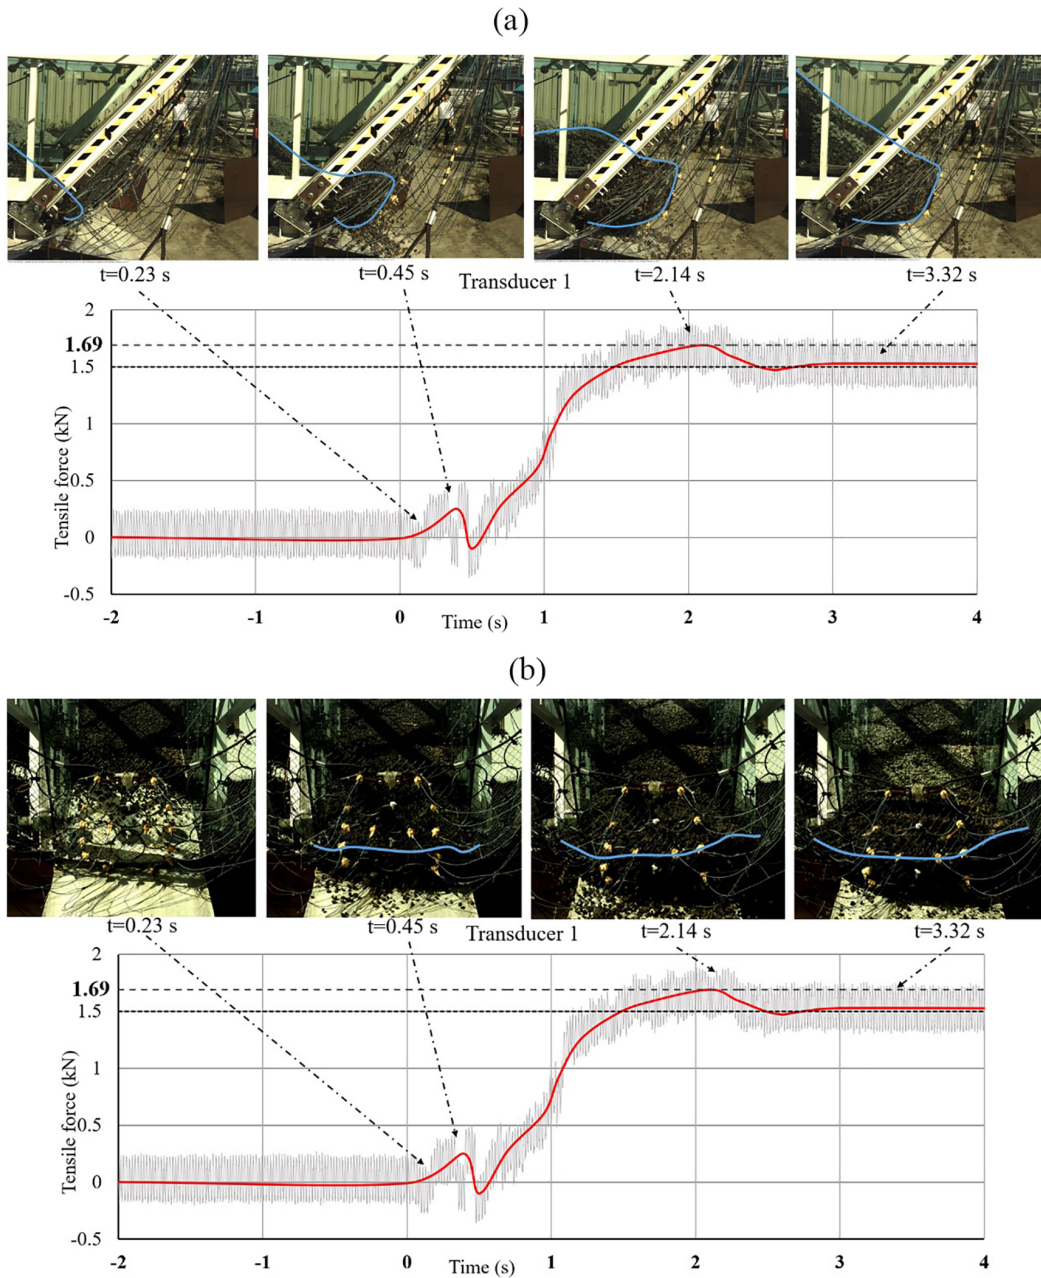 (a)
t=0.23 s
t=0.45 s
Transducer 1
t=2.14 s
t=3.32 s
2
1.69
1.5
1
0.5
0
-0.5
Tensile force (kN)
-2
-1
0
1
2
3
4
Time (s)
(b)
t=0.23 s
t=0.45 s
Transducer 1
t=2.14 s
t=3.32 s
2
1.69
1.5
1
0.5
0
-0.5
Tensile force (kN)
-2
-1
0
1
2
3
4
Time (s)